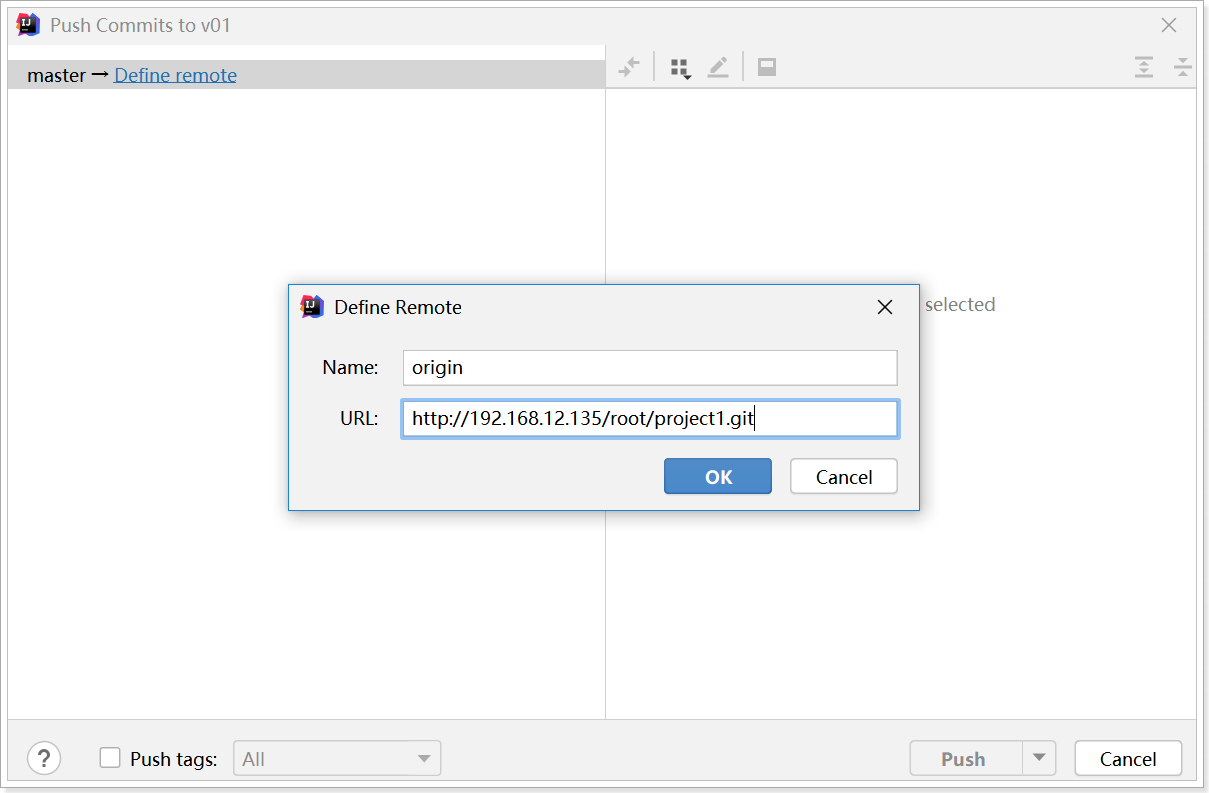 Push Commits to v01
master → Define remote
selected
Define Remote
Name: origin
URL: http://192.168.12.135/root/project1.git
OK Cancel
? Push tags: All Push Cancel